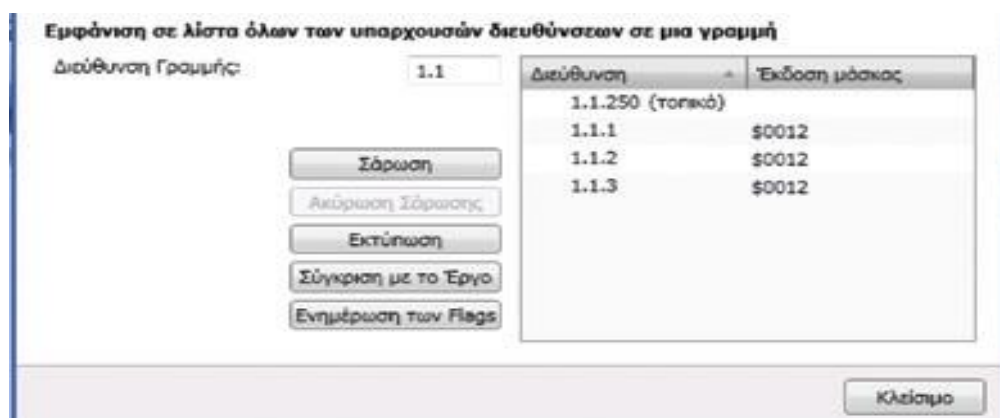 Εμφάνιση σε λίστα όλων των υπαρχουσών διευθύνσεων σε μια γραμμή
Διεύθυνση Γραμμής: 1.1
Διεύθυνση Έκδοση μάσκας
1.1.250 (τοπικό)
1.1.1 $0012
1.1.2 $0012
1.1.3 $0012
Σάρωση
Ακύρωση Σάρωσης
Εκτύπωση
Σύγκριση με το Έργο
Ενημέρωση των Flags
Κλείσιμο